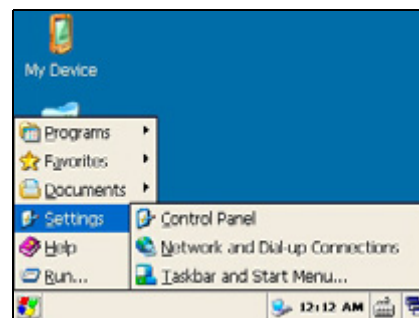 My Device
Programs
Favorites
Documents
Settings
Help
Run...
Control Panel
Network and Dial-up Connections
Taskbar and Start Menu...
12:12 AM